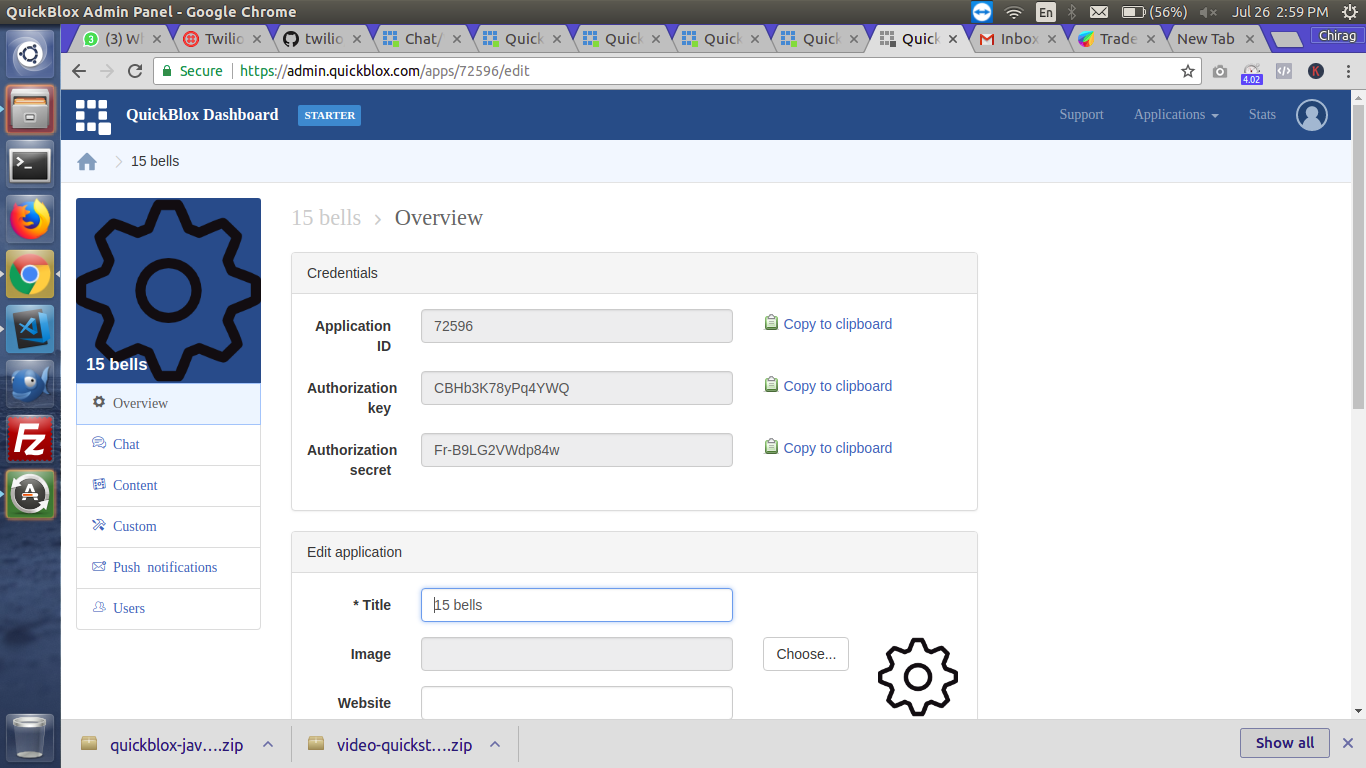 QuickBlox Admin Panel - Google Chrome
En
(56%)
Jul 26 2:59 PM
3 (3) Wh
Twilio
twilio
Chat/
Quick
Quick
Quick
Quick
Quick
Inbox
Trade
New Tab
Chirag
Secure
https://admin.quickblox.com/apps/72596/edit
4.02
K
QuickBlox Dashboard
STARTER
Support
Applications
Stats
15 bells
15 bells
Overview
Chat
Content
Custom
Push notifications
Users
15 bells › Overview
Credentials
Application
ID
72596
Copy to clipboard
Authorization
key
CBHb3K78yPq4YWQ
Copy to clipboard
Authorization
secret
Fr-B9LG2VWdp84w
Copy to clipboard
Edit application
* Title
15 bells
Image
Choose...
Website
Fz
A
quickblox-jav....zip
video-quickst....zip
Show all